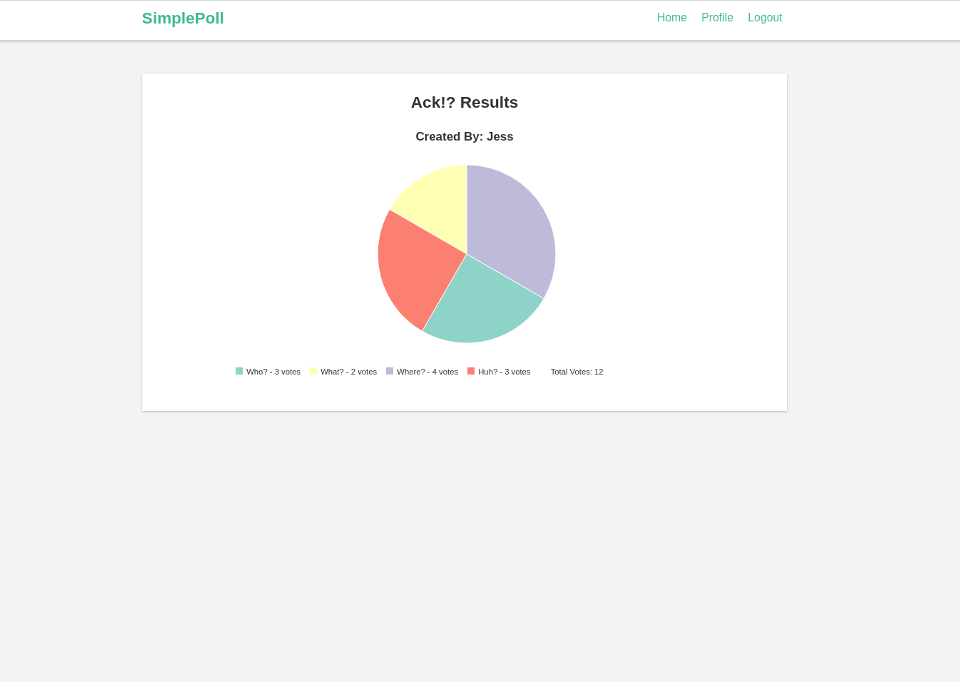 SimplePoll Home Profile Logout
Ack!? Results
Created By: Jess
Who? - 3 votes What? - 2 votes Where? - 4 votes Huh? - 3 votes Total Votes: 12